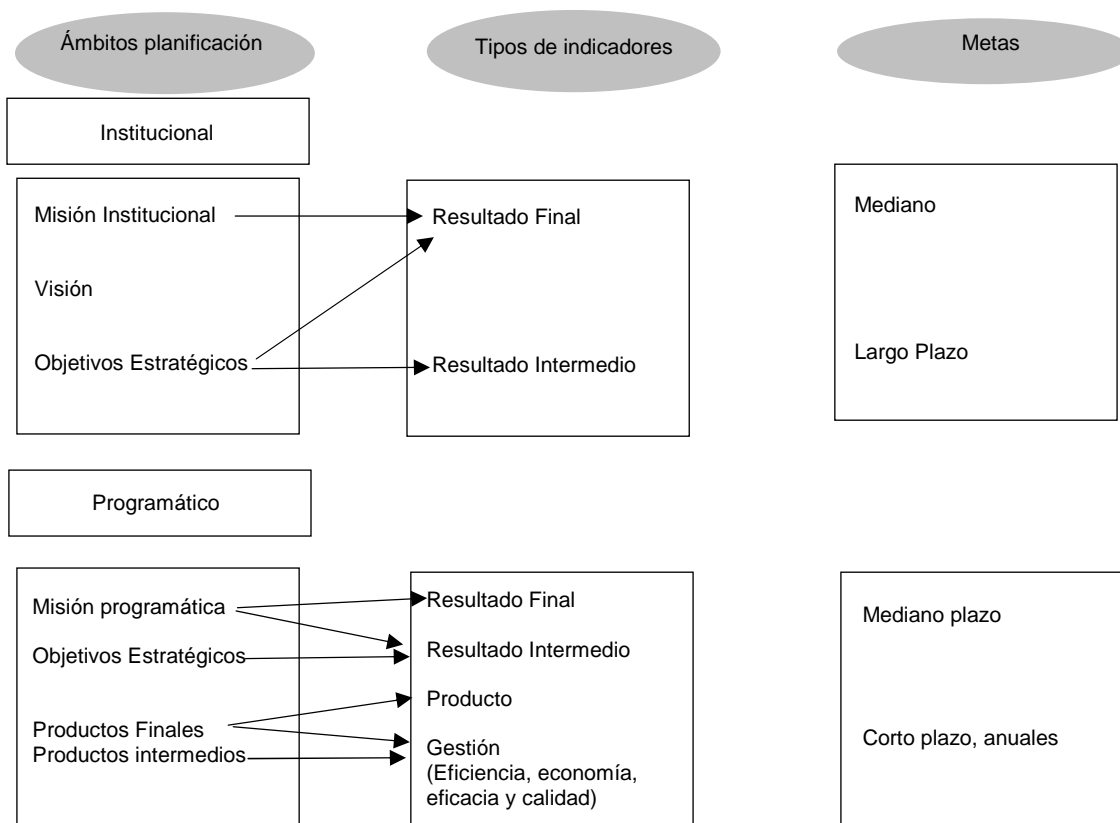 Ámbitos planificación
Tipos de indicadores
Metas
Institucional
Misión Institucional
Visión
Objetivos Estratégicos
Resultado Final
Resultado Intermedio
Mediano
Largo Plazo
Programático
Misión programática
Objetivos Estratégicos
Productos Finales
Productos intermedios
Resultado Final
Resultado Intermedio
Producto
Gestión
(Eficiencia, economía,
eficacia y calidad)
Mediano plazo
Corto plazo, anuales